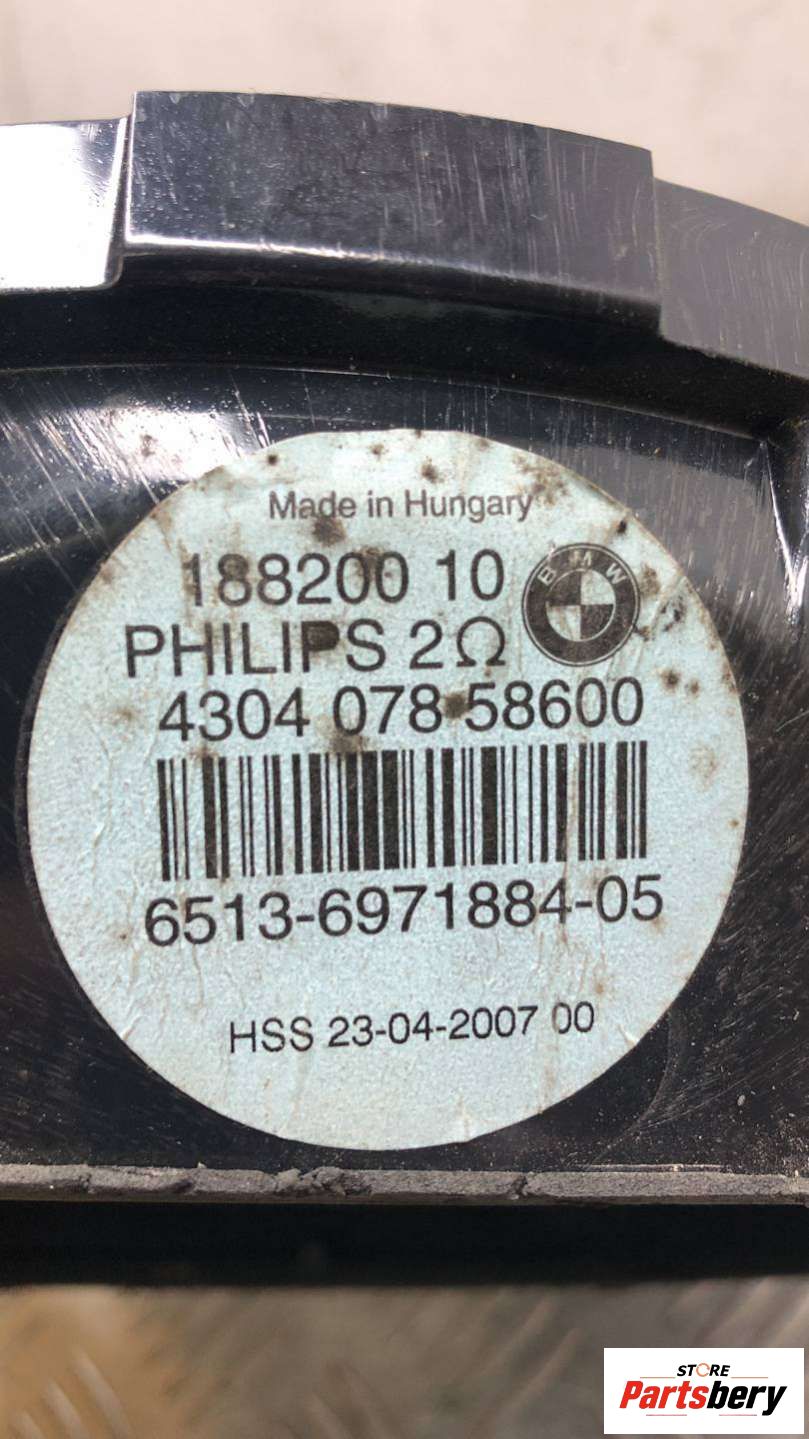 Made in Hungary
188200 10
BMW
PHILIPS 2Ω
4304 078 58600
6513-6971884-05
HSS 23-04-2007 00
STORE
Partsbery